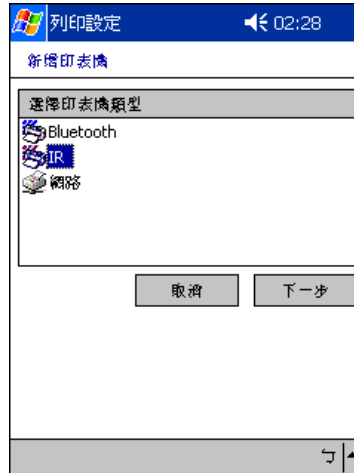 列印設定 02:28
新增印表機
選擇印表機類型
Bluetooth
IR
網路
取消 下一步
ㄅ